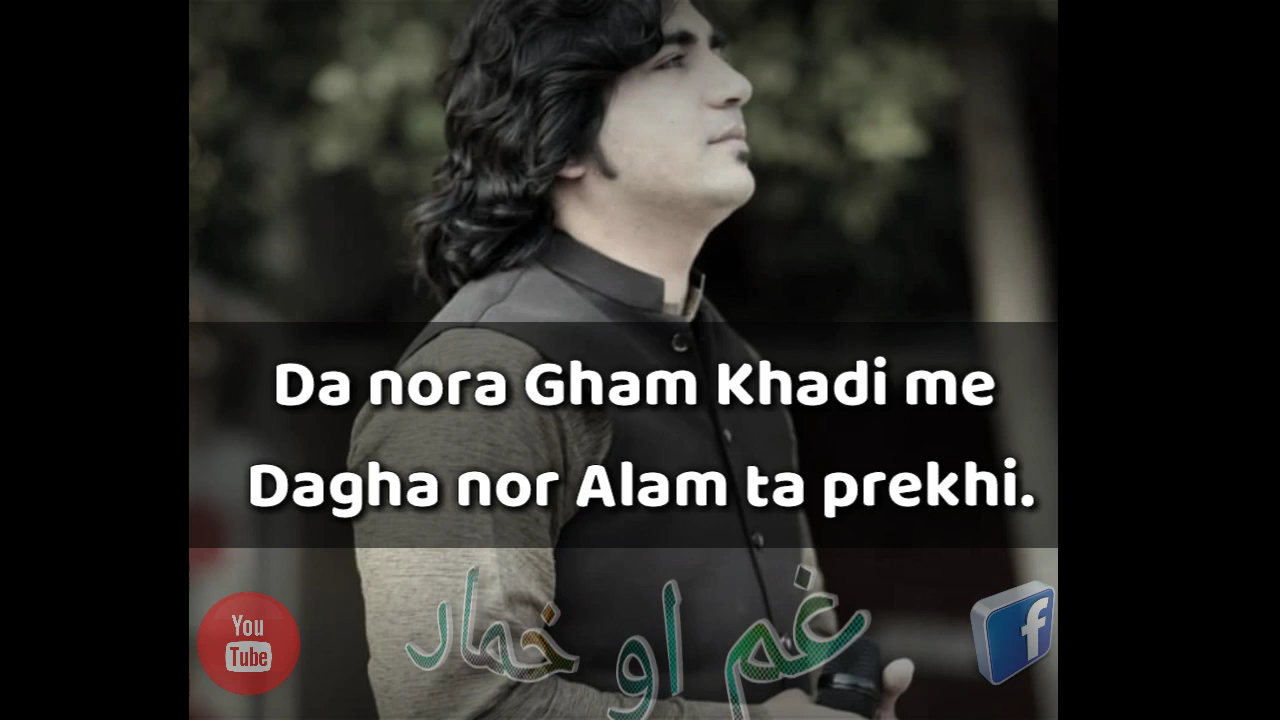 Da nora Gham Khadi me
Dagha nor Alam ta prekhi.
غم او خمار
You
Tube
f